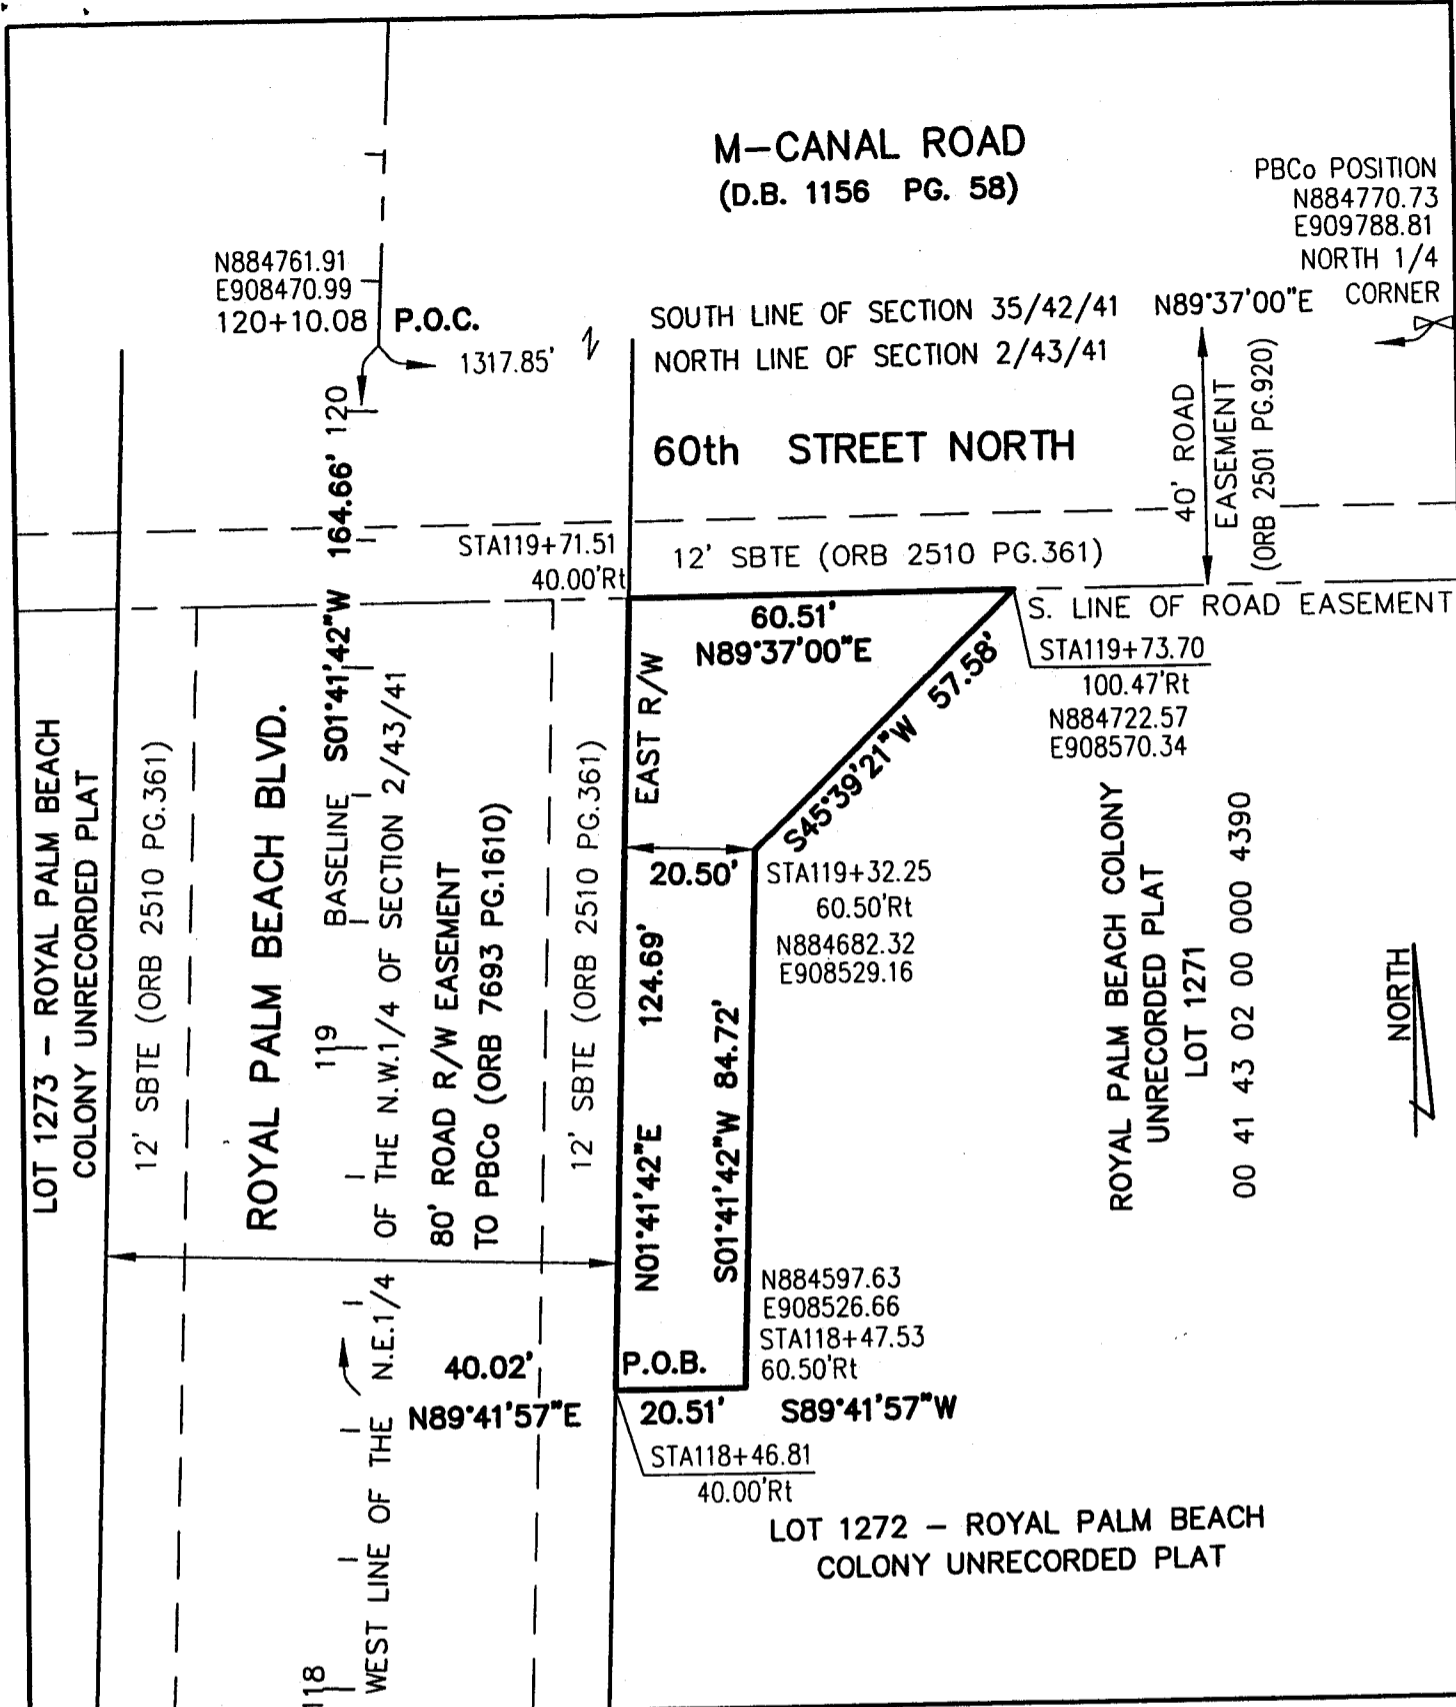 M-CANAL ROAD
(D.B. 1156 PG. 58)
PBCo POSITION
N884770.73
E909788.81
NORTH 1/4
CORNER
N884761.91
E908470.99
120+10.08
P.O.C.
1317.85'
SOUTH LINE OF SECTION 35/42/41
N89°37'00"E
NORTH LINE OF SECTION 2/43/41
60th STREET NORTH
40' ROAD
EASEMENT
(ORB 2501 PG.920)
120
S01°41'42"W 164.66'
STA119+71.51
40.00'Rt
12' SBTE (ORB 2510 PG.361)
S. LINE OF ROAD EASEMENT
60.51'
N89°37'00"E
S45°39'21"W 57.58'
STA119+73.70
100.47'Rt
N884722.57
E908570.34
EAST R/W
20.50'
STA119+32.25
60.50'Rt
N884682.32
E908529.16
LOT 1273 - ROYAL PALM BEACH
COLONY UNRECORDED PLAT
12' SBTE (ORB 2510 PG.361)
ROYAL PALM BEACH BLVD.
BASELINE
119
WEST LINE OF THE N.E.1/4 OF THE N.W.1/4 OF SECTION 2/43/41
80' ROAD R/W EASEMENT
TO PBCo (ORB 7693 PG.1610)
12' SBTE (ORB 2510 PG.361)
N01°41'42"E 124.69'
S01°41'42"W 84.72'
ROYAL PALM BEACH COLONY
UNRECORDED PLAT
LOT 1271
00 41 43 02 00 000 4390
NORTH
N884597.63
E908526.66
STA118+47.53
60.50'Rt
P.O.B.
40.02'
N89°41'57"E
20.51'
S89°41'57"W
STA118+46.81
40.00'Rt
LOT 1272 - ROYAL PALM BEACH
COLONY UNRECORDED PLAT
118